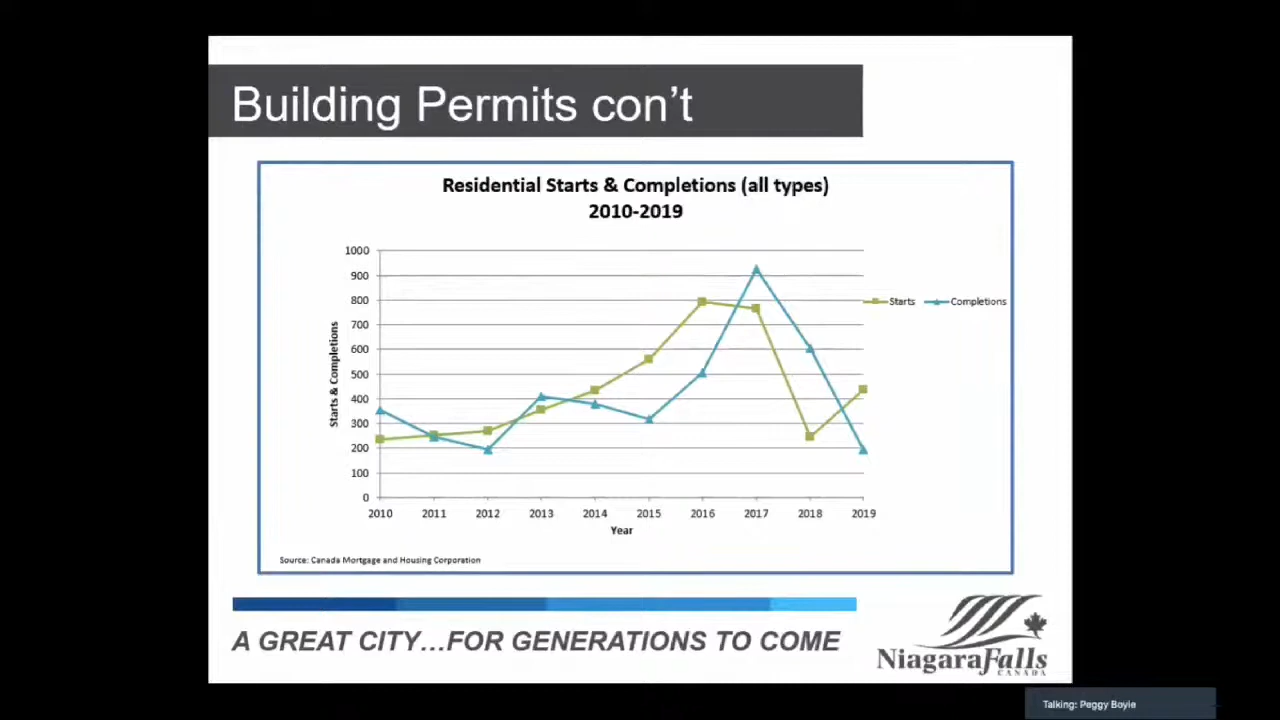 Building Permits con't
Residential Starts & Completions (all types)
2010-2019
1000
900
800
700
600
500
400
300
200
100
0
Starts & Completions
2010 2011 2012 2013 2014 2015 2016 2017 2018 2019
Year
Starts Completions
Source: Canada Mortgage and Housing Corporation
A GREAT CITY…FOR GENERATIONS TO COME
NiagaraFalls
CANADA
Talking: Peggy Boyle